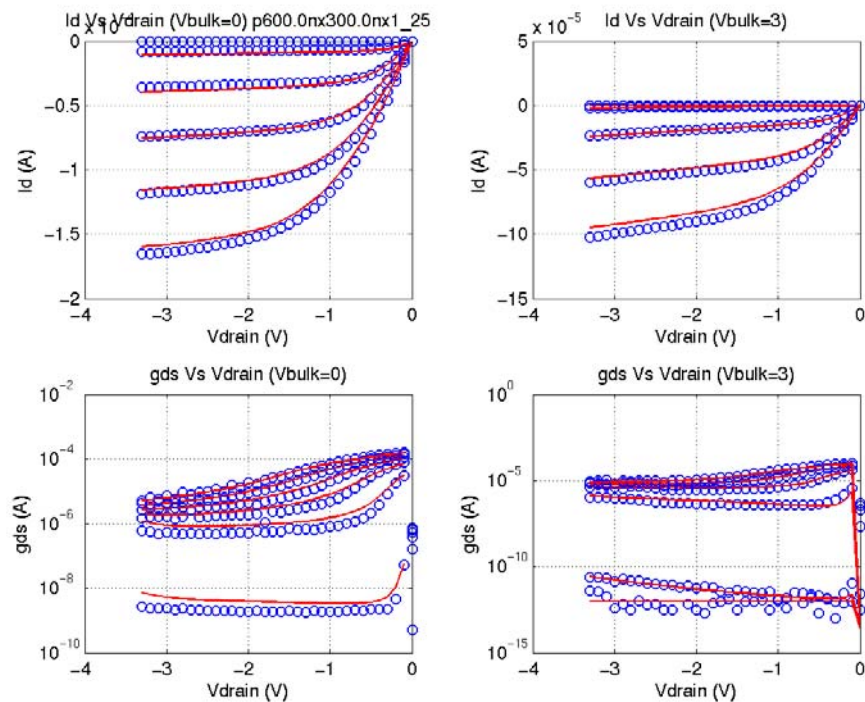 Id Vs Vdrain (Vbulk=0) p600.0nx300.0nx1_25
0
−0.5
−1
−1.5
−2
−4 −3 −2 −1 0
Id (A)
Vdrain (V)
x 10⁻⁵ Id Vs Vdrain (Vbulk=3)
5
0
−5
−10
−15
−4 −3 −2 −1 0
Id (A)
Vdrain (V)
gds Vs Vdrain (Vbulk=0)
10⁻²
10⁻⁴
10⁻⁶
10⁻⁸
10⁻¹⁰
−4 −3 −2 −1 0
gds (A)
Vdrain (V)
gds Vs Vdrain (Vbulk=3)
10⁰
10⁻⁵
10⁻¹⁰
10⁻¹⁵
−4 −3 −2 −1 0
gds (A)
Vdrain (V)